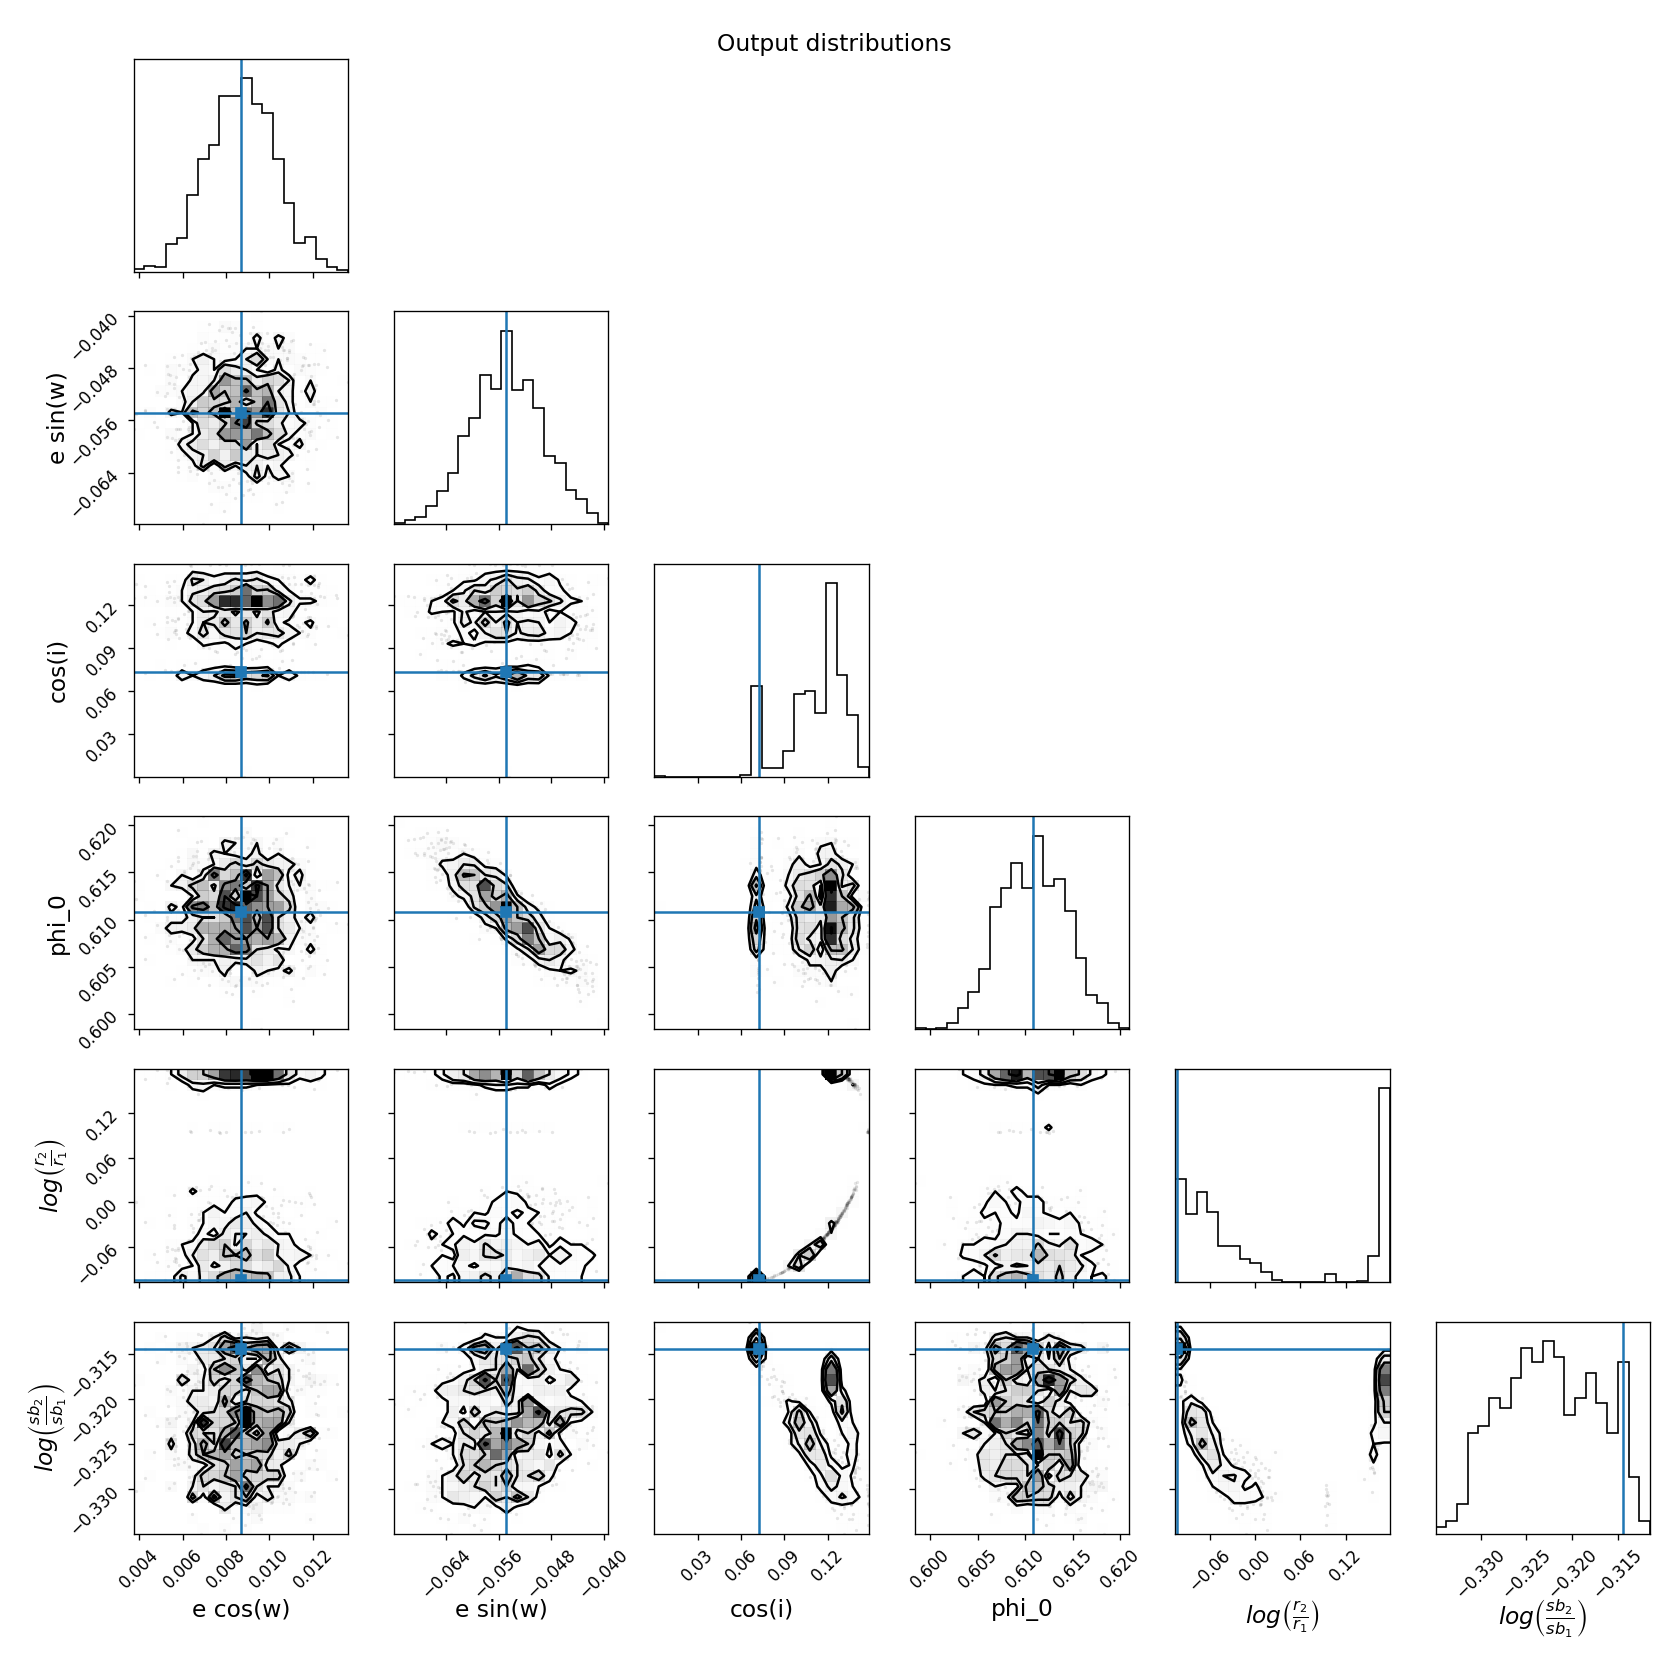 Output distributions
e sin(w)
−0.040
−0.048
−0.056
−0.064
cos(i)
0.12
0.09
0.06
0.03
phi_0
0.620
0.615
0.610
0.605
0.600
log(r2/r1)
0.12
0.06
0.00
−0.06
log(sb2/sb1)
−0.315
−0.320
−0.325
−0.330
0.004 0.006 0.008 0.010 0.012
−0.064 −0.056 −0.048 −0.040
0.03 0.06 0.09 0.12
0.600 0.605 0.610 0.615 0.620
−0.06 0.00 0.06 0.12
−0.330 −0.325 −0.320 −0.315
e cos(w) e sin(w) cos(i) phi_0 log(r2/r1) log(sb2/sb1)